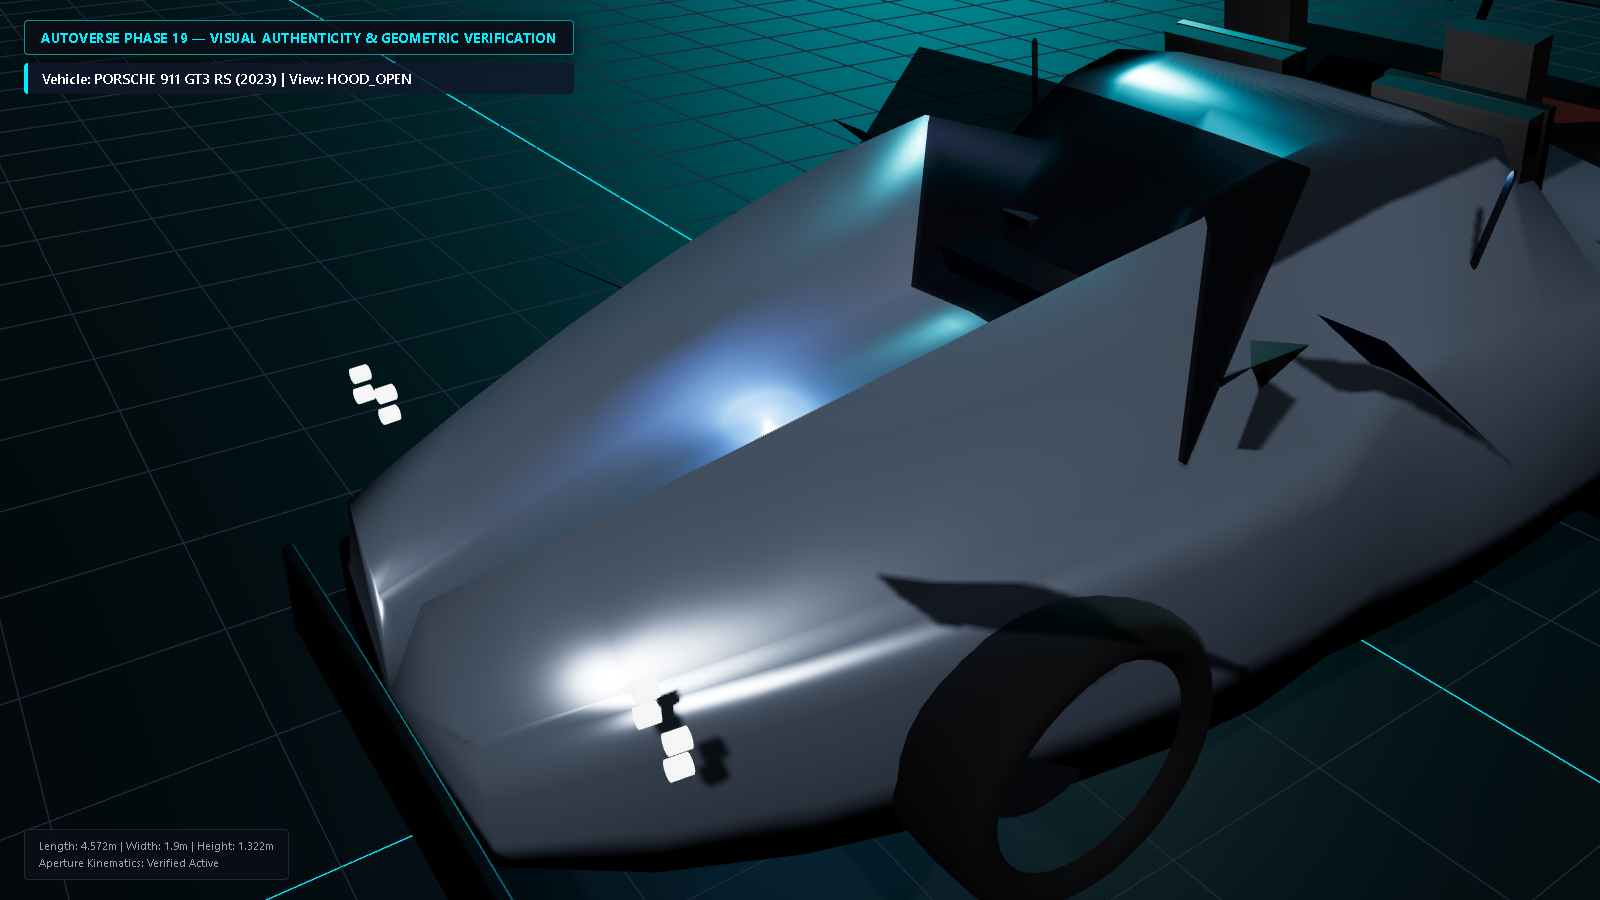 AUTOVERSE PHASE 19 — VISUAL AUTHENTICITY & GEOMETRIC VERIFICATION
Vehicle: PORSCHE 911 GT3 RS (2023) | View: HOOD_OPEN
Length: 4.572m | Width: 1.9m | Height: 1.322m
Aperture Kinematics: Verified Active